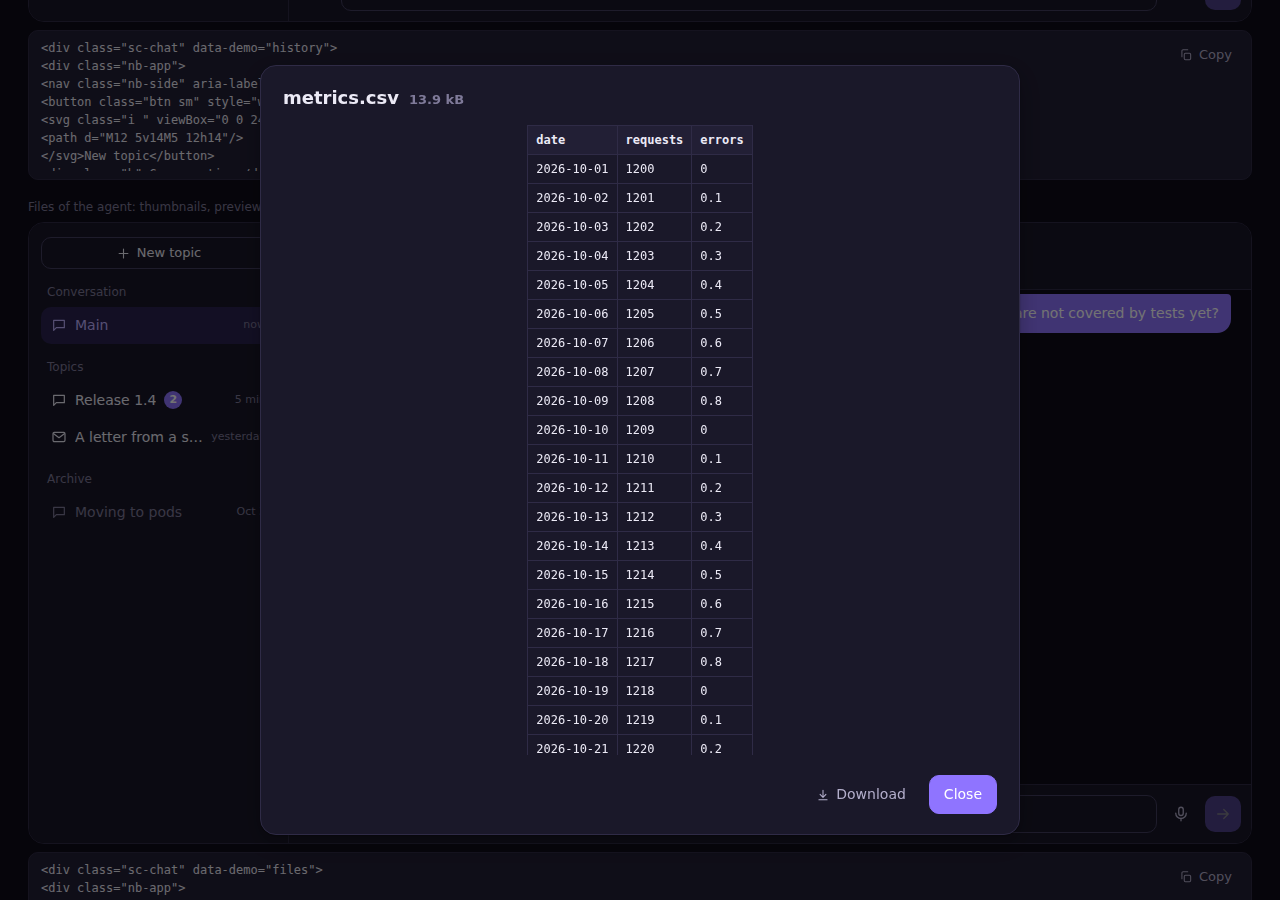 <div class="sc-chat" data-demo="history">
<div class="nb-app">
<nav class="nb-side"
<button class="btn sm"
<svg class="i " viewBox="0 0
<path d="M12 5v14M5 12h14"/>
</svg>New topic</button>
Copy
metrics.csv 13.9 kB
date requests errors
2026-10-01 1200 0
2026-10-02 1201 0.1
2026-10-03 1202 0.2
2026-10-04 1203 0.3
2026-10-05 1204 0.4
2026-10-06 1205 0.5
2026-10-07 1206 0.6
2026-10-08 1207 0.7
2026-10-09 1208 0.8
2026-10-10 1209 0
2026-10-11 1210 0.1
2026-10-12 1211 0.2
2026-10-13 1212 0.3
2026-10-14 1213 0.4
2026-10-15 1214 0.5
2026-10-16 1215 0.6
2026-10-17 1216 0.7
2026-10-18 1217 0.8
2026-10-19 1218 0
2026-10-20 1219 0.1
2026-10-21 1220 0.2
Download
Close
Files of the agent: thumbnails, preview
New topic
Conversation
Main
Topics
Release 1.4 2 5
A letter from a s...
Archive
Moving to pods Oct
are not covered by tests yet?
<div class="sc-chat" data-demo="files">
<div class="nb-app">
Copy